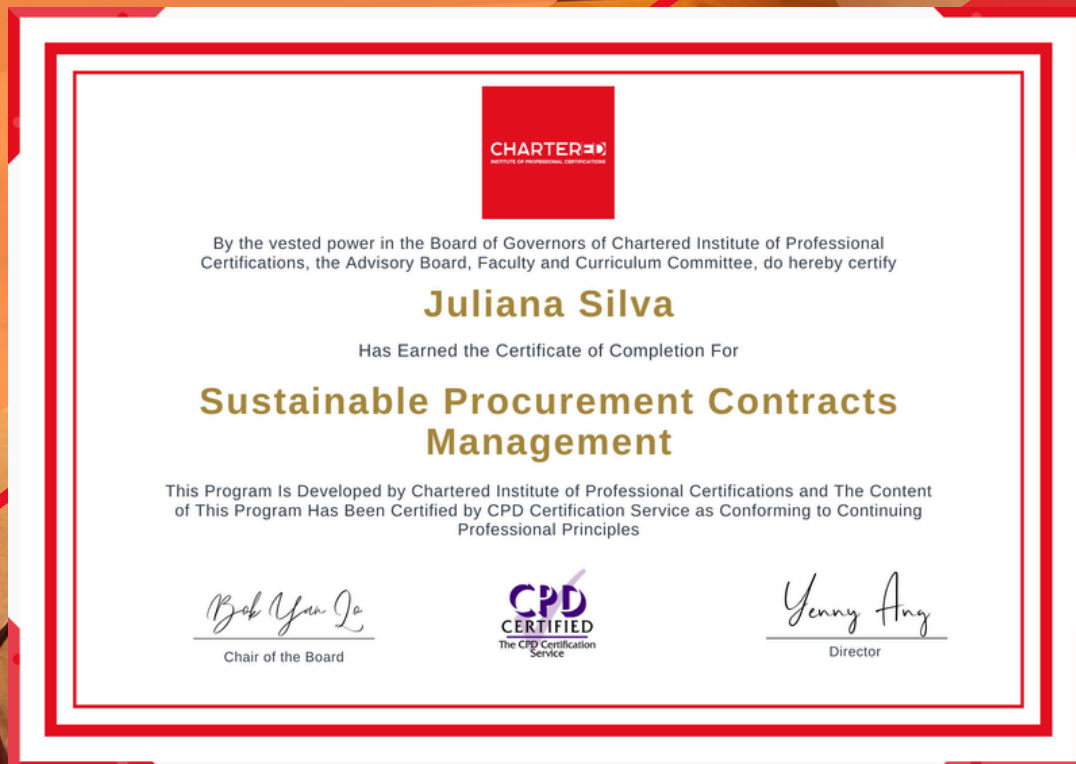 CHARTERED
INSTITUTE OF PROFESSIONAL CERTIFICATIONS
By the vested power in the Board of Governors of Chartered Institute of Professional
Certifications, the Advisory Board, Faculty and Curriculum Committee, do hereby certify
Juliana Silva
Has Earned the Certificate of Completion For
Sustainable Procurement Contracts
Management
This Program Is Developed by Chartered Institute of Professional Certifications and The Content
of This Program Has Been Certified by CPD Certification Service as Conforming to Continuing
Professional Principles
Bok Yan Lo
Chair of the Board
CPD
CERTIFIED
The CPD Certification
Service
Yenny Ang
Director